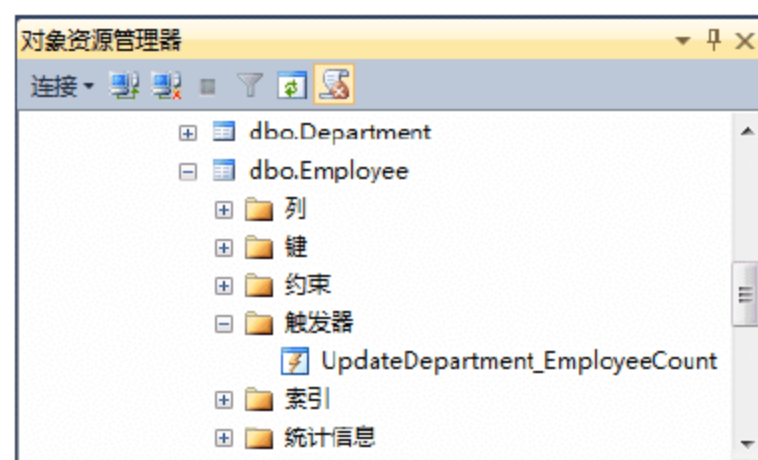 对象资源管理器
连接
dbo.Department
dbo.Employee
列
键
约束
触发器
UpdateDepartment_EmployeeCount
索引
统计信息